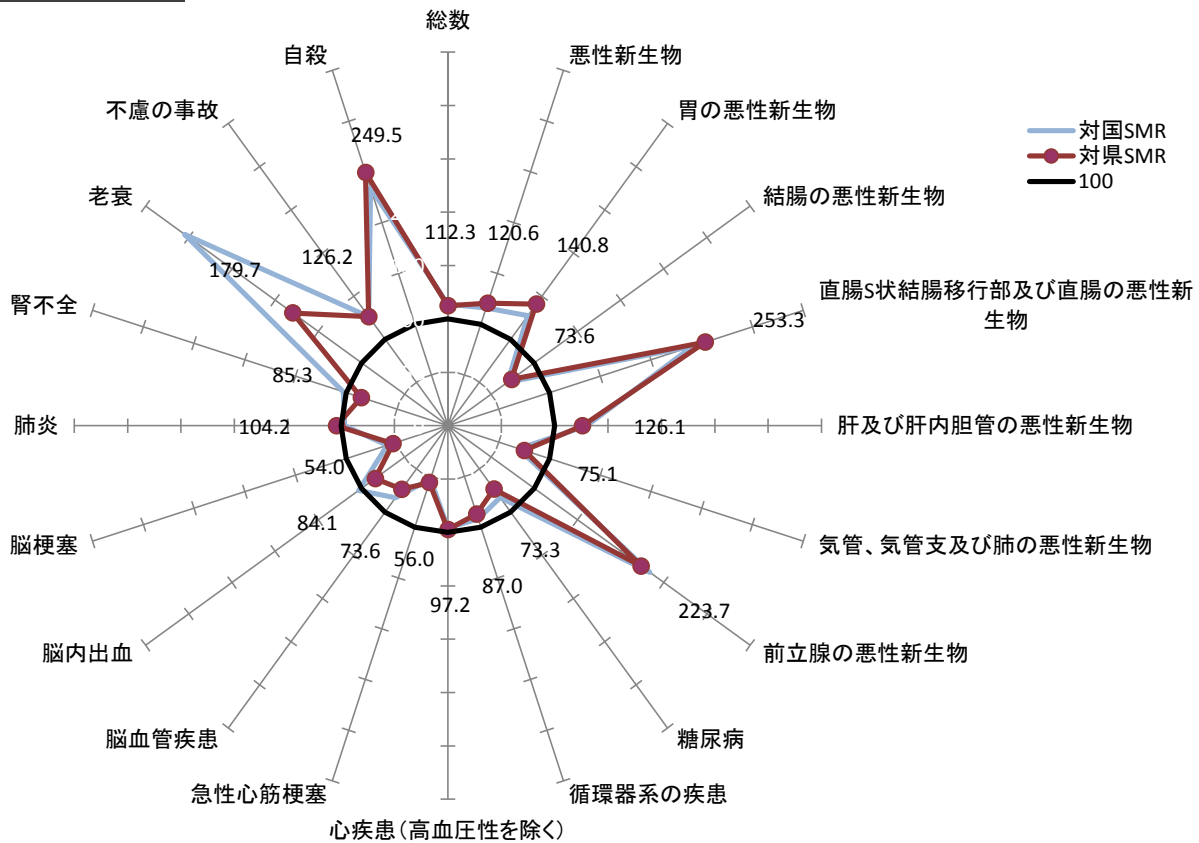 総数
自殺
悪性新生物
不慮の事故
胃の悪性新生物
対国SMR
対県SMR
100
249.5
老衰
結腸の悪性新生物
112.3
120.6
140.8
126.2
179.7
腎不全
直腸S状結腸移行部及び直腸の悪性新
生物
253.3
73.6
85.3
肺炎
104.2
126.1
肝及び肝内胆管の悪性新生物
54.0
75.1
84.1
脳梗塞
73.6
56.0
73.3
気管、気管支及び肺の悪性新生物
87.0
97.2
223.7
脳内出血
前立腺の悪性新生物
脳血管疾患
糖尿病
急性心筋梗塞
循環器系の疾患
心疾患(高血圧性を除く)